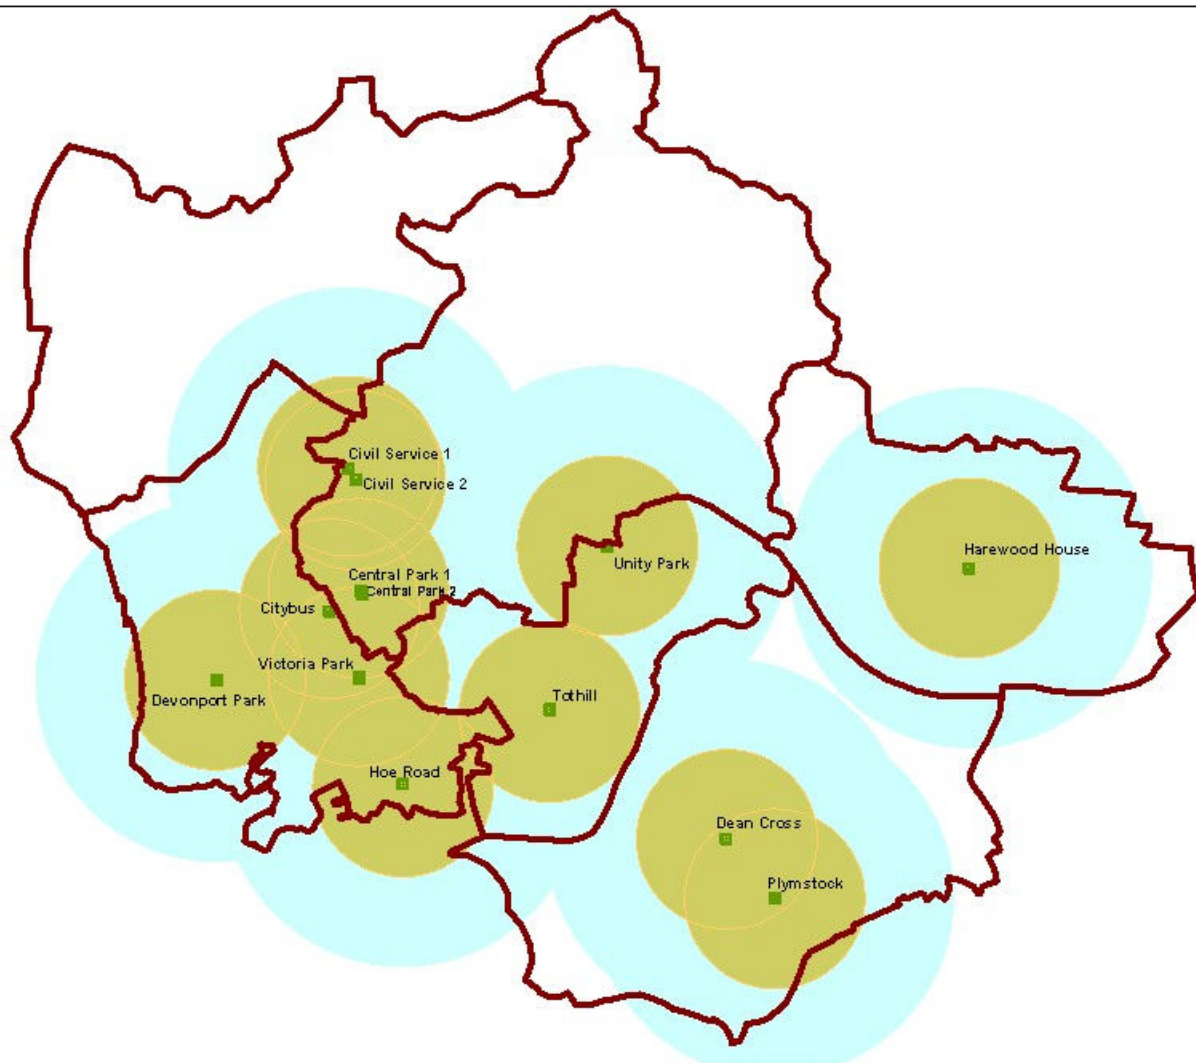 Civil Service 1
Civil Service 2
Unity Park
Harewood House
Central Park 1
Central Park 2
Citybus
Victoria Park
Devonport Park
Tothill
Hoe Road
Dean Cross
Plymstock